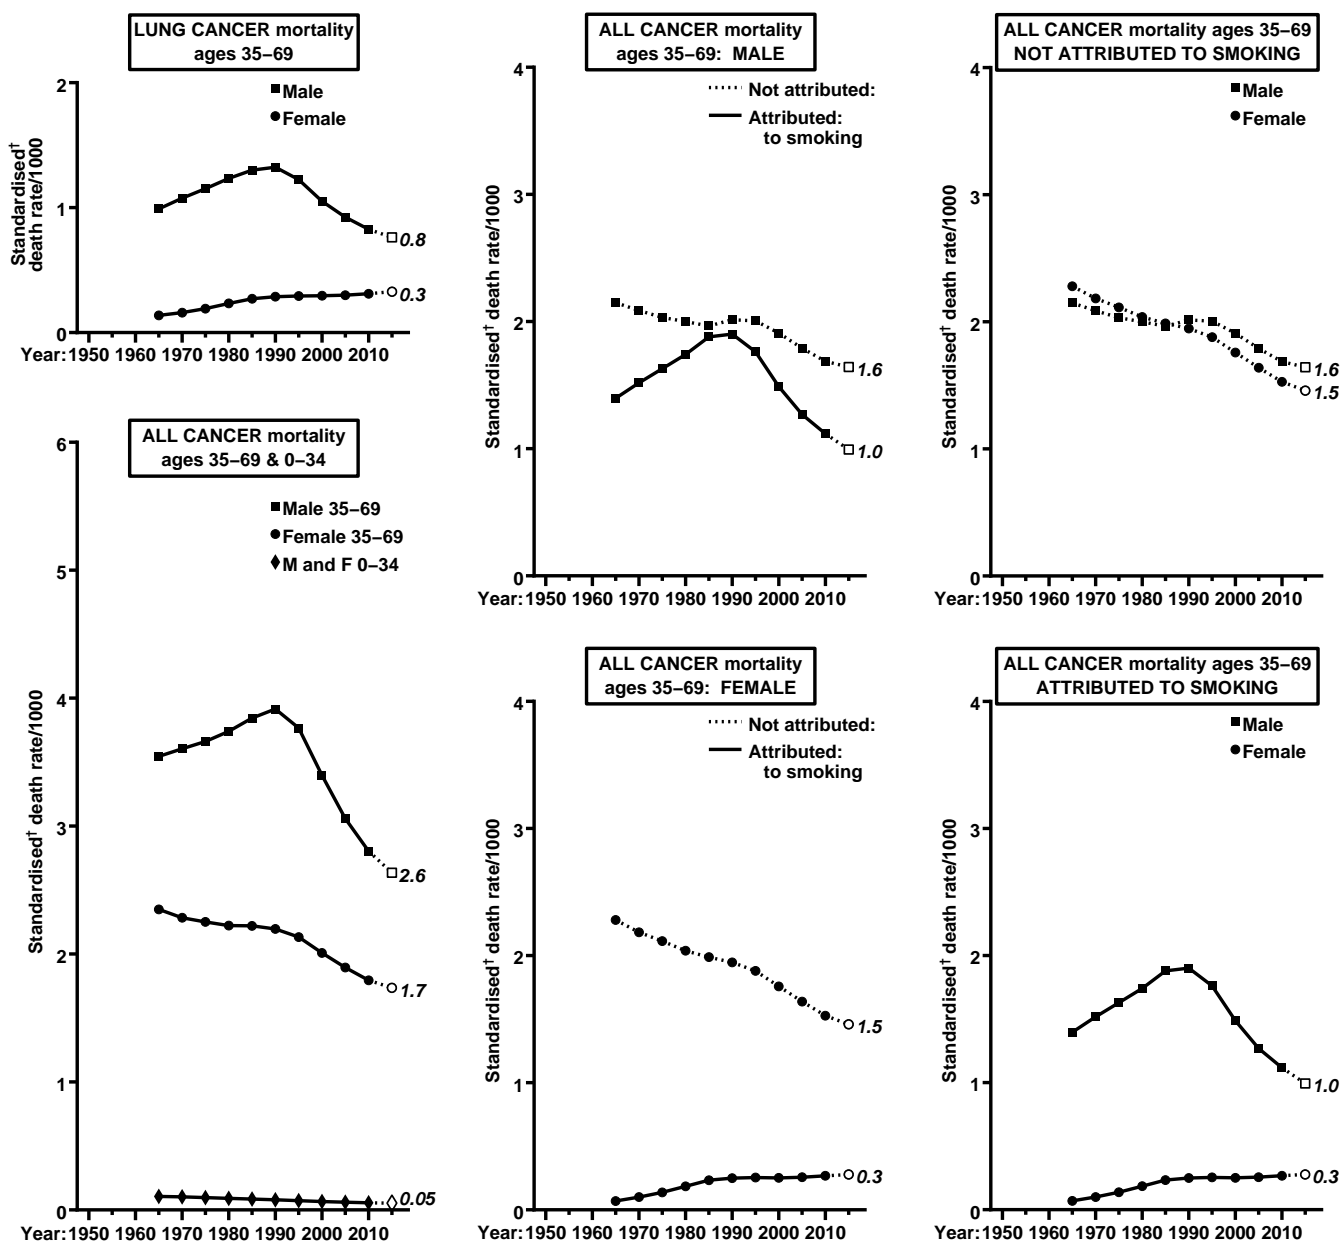 LUNG CANCER mortality
ages 35–69
2
1
0
Standardised†
death rate/1000
Male
Female
0.8
0.3
Year: 1950 1960 1970 1980 1990 2000 2010
ALL CANCER mortality
ages 35–69 & 0–34
6
5
4
3
2
1
0
Standardised† death rate/1000
Male 35–69
Female 35–69
M and F 0–34
2.6
1.7
0.05
Year: 1950 1960 1970 1980 1990 2000 2010
ALL CANCER mortality
ages 35–69: MALE
4
3
2
1
0
Standardised† death rate/1000
Not attributed:
Attributed:
to smoking
1.6
1.0
Year: 1950 1960 1970 1980 1990 2000 2010
ALL CANCER mortality
ages 35–69: FEMALE
4
3
2
1
0
Standardised† death rate/1000
Not attributed:
Attributed:
to smoking
1.5
0.3
Year: 1950 1960 1970 1980 1990 2000 2010
ALL CANCER mortality ages 35–69
NOT ATTRIBUTED TO SMOKING
4
3
2
1
0
Standardised† death rate/1000
Male
Female
1.6
1.5
Year: 1950 1960 1970 1980 1990 2000 2010
ALL CANCER mortality ages 35–69
ATTRIBUTED TO SMOKING
4
3
2
1
0
Standardised† death rate/1000
Male
Female
1.0
0.3
Year: 1950 1960 1970 1980 1990 2000 2010